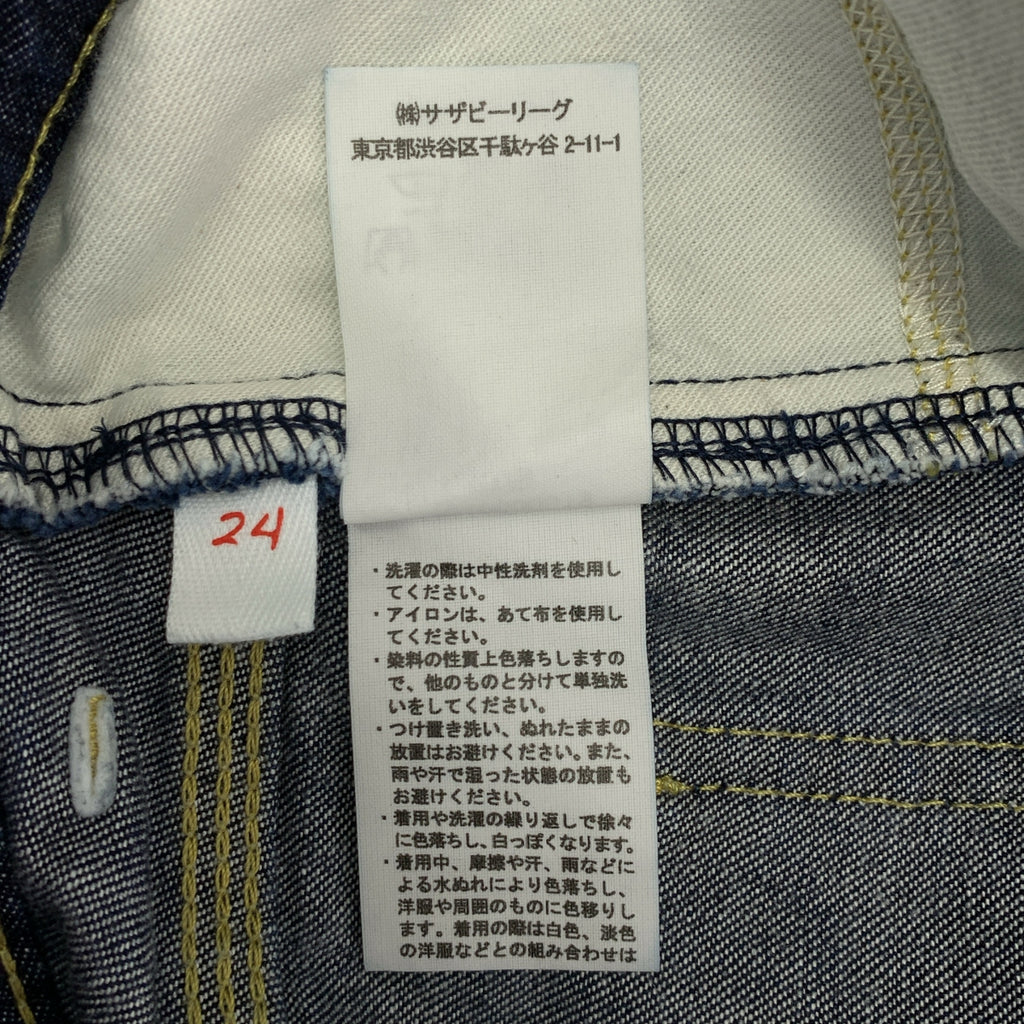 ㈱サザビーリーグ
東京都渋谷区千駄ヶ谷 2-11-1
24
・洗濯の際は中性洗剤を使用し
てください。
・アイロンは、あて布を使用し
てください。
・染料の性質上色落ちしますの
で、他のものと分けて単独洗
いをしてください。
・つけ置き洗い、ぬれたままの
放置はお避けください。また、
雨や汗で湿った状態の放置も
お避けください。
・着用や洗濯の繰り返しで徐々
に色落ちし、白っぽくなります。
・着用中、摩擦や汗、雨などに
よる水ぬれにより色落ちし、
洋服や周囲のものに色移りし
ます。着用の際は白色、淡色
の洋服などとの組み合わせは